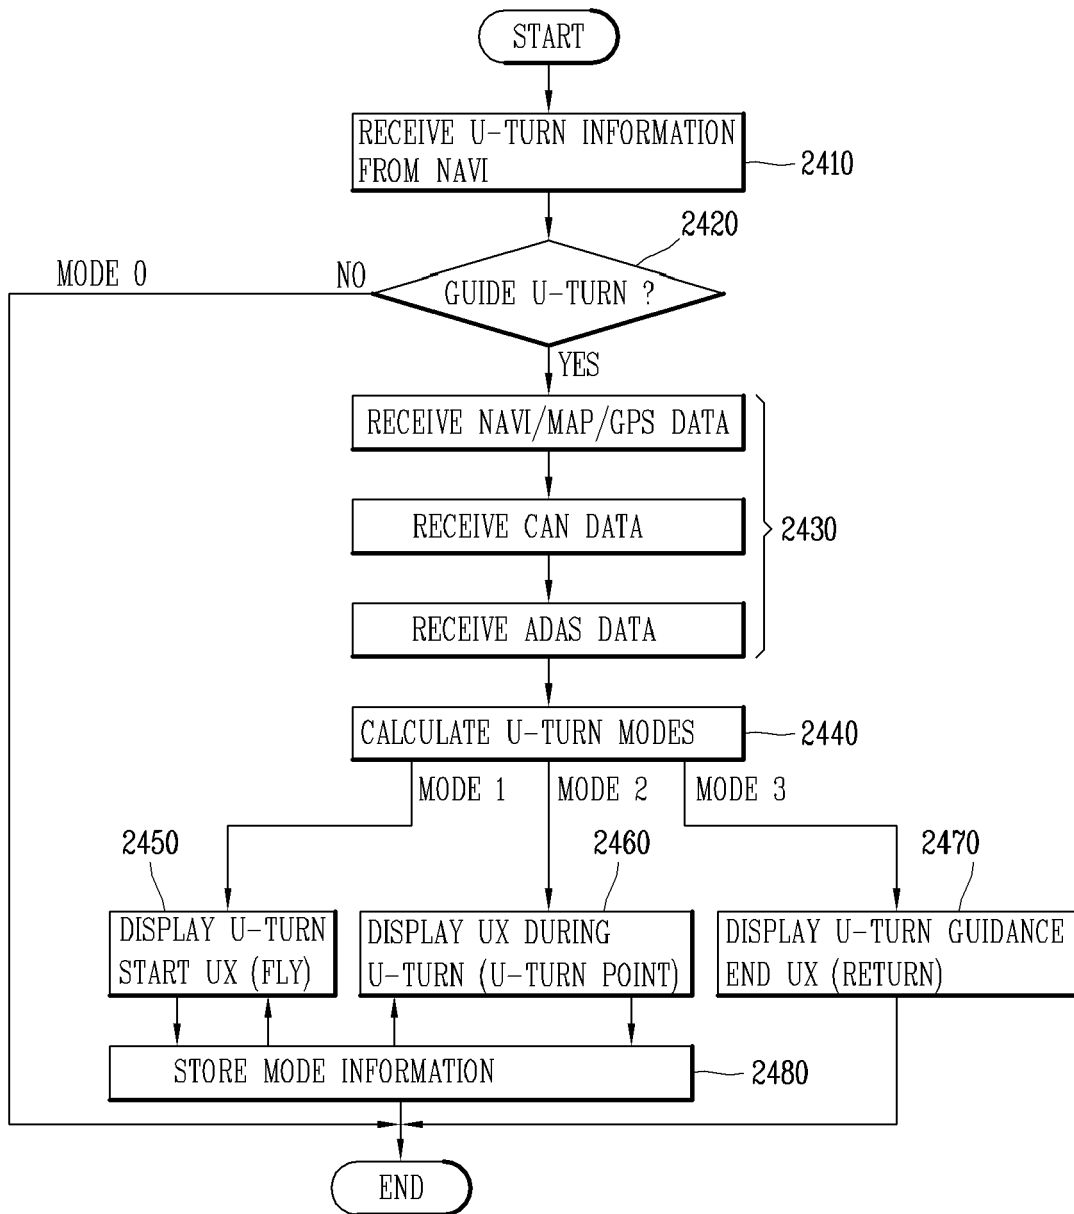 START
RECEIVE U-TURN INFORMATION
FROM NAVI
2410
2420
MODE 0
NO
GUIDE U-TURN ?
YES
RECEIVE NAVI/MAP/GPS DATA
RECEIVE CAN DATA
2430
RECEIVE ADAS DATA
CALCULATE U-TURN MODES
2440
MODE 1
MODE 2
MODE 3
2450
2460
2470
DISPLAY U-TURN
START UX (FLY)
DISPLAY UX DURING
U-TURN (U-TURN POINT)
DISPLAY U-TURN GUIDANCE
END UX (RETURN)
STORE MODE INFORMATION
2480
END